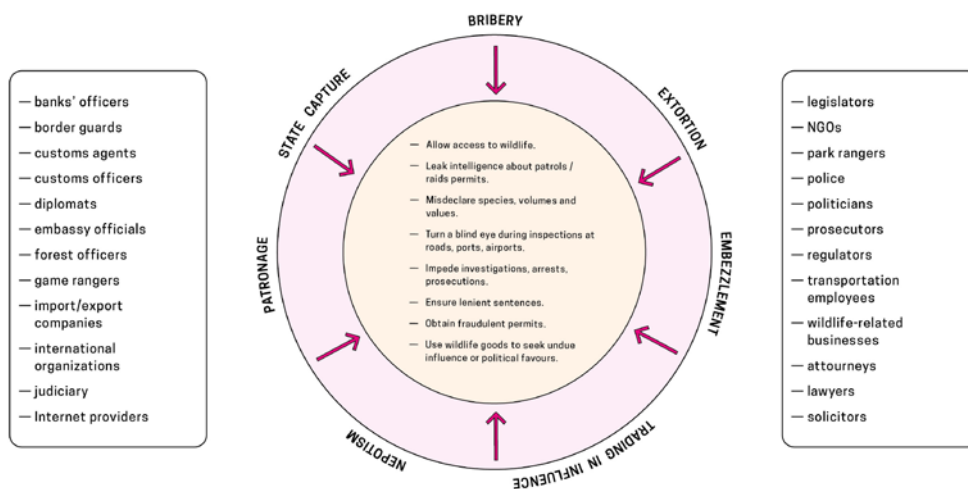 — banks' officers
— border guards
— customs agents
— customs officers
— diplomats
— embassy officials
— forest officers
— game rangers
— import/export
companies
— international
organizations
— judiciary
— Internet providers
BRIBERY
EXTORTION
EMBEZZLEMENT
TRADING IN INFLUENCE
NEPOTISM
PATRONAGE
STATE CAPTURE
— Allow access to wildlife.
— Leak intelligence about patrols /
raids permits.
— Misdeclare species, volumes and
values.
— Turn a blind eye during inspections at
roads, ports, airports.
— Impede investigations, arrests,
prosecutions.
— Ensure lenient sentences.
— Obtain fraudulent permits.
— Use wildlife goods to seek undue
influence or political favours.
— legislators
— NGOs
— park rangers
— police
— politicians
— prosecutors
— regulators
— transportation
employees
— wildlife-related
businesses
— attourneys
— lawyers
— solicitors